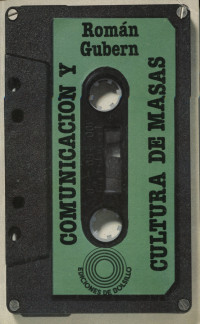 Román
Gubern
COMUNICACION Y
CULTURA DE MASAS
EDICIONES DE BOLSILLO